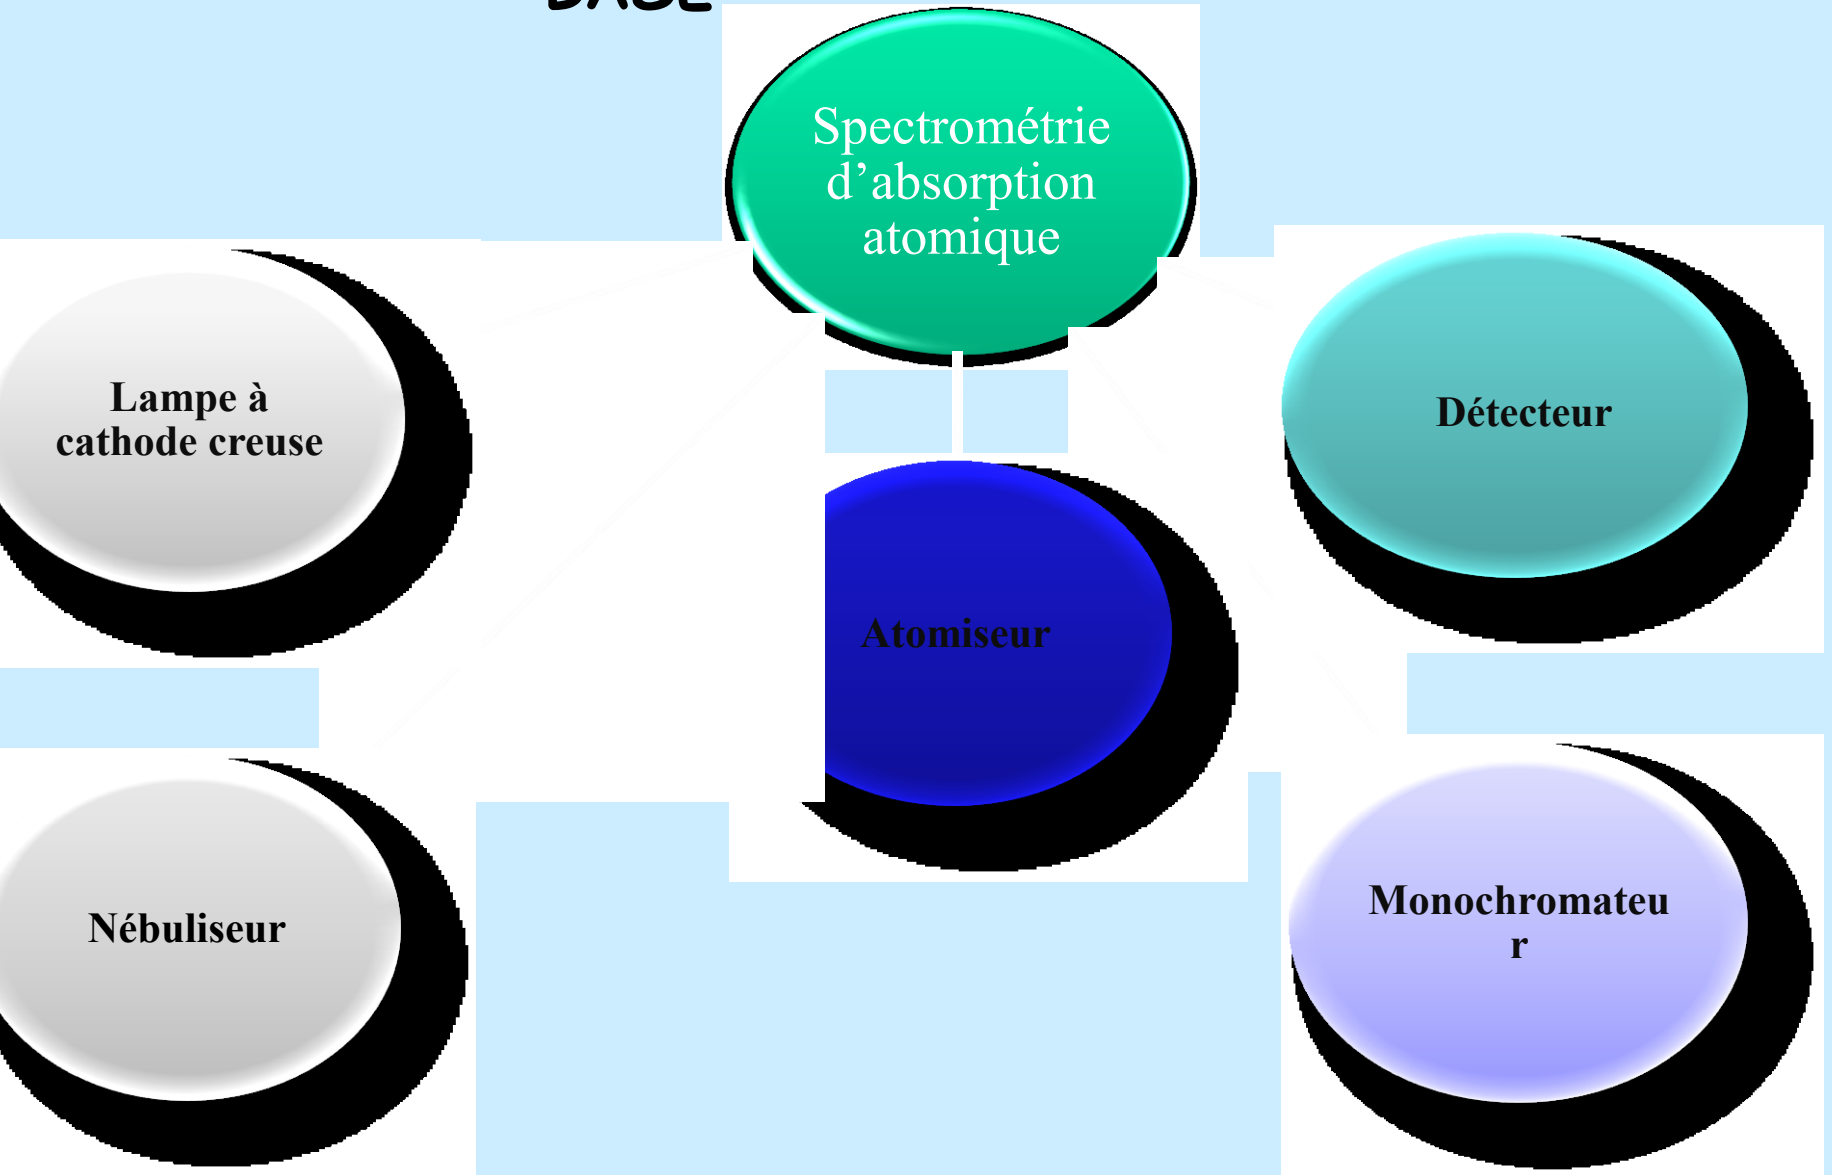 Spectrométrie
d’absorption
atomique
Lampe à
cathode creuse
Détecteur
Atomiseur
Nébuliseur
Monochromateu
r